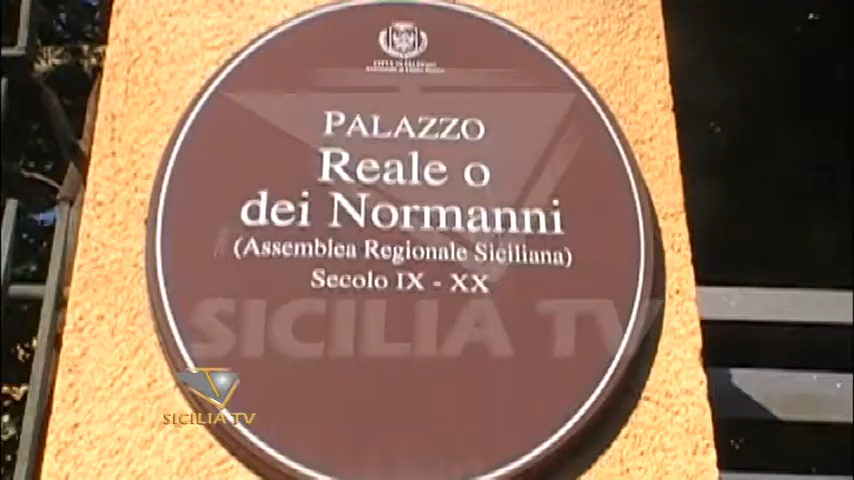 PALAZZO
Reale o
dei Normanni
(Assemblea Regionale Siciliana)
Secolo IX - XX
SICILIA TV
SICILIA TV